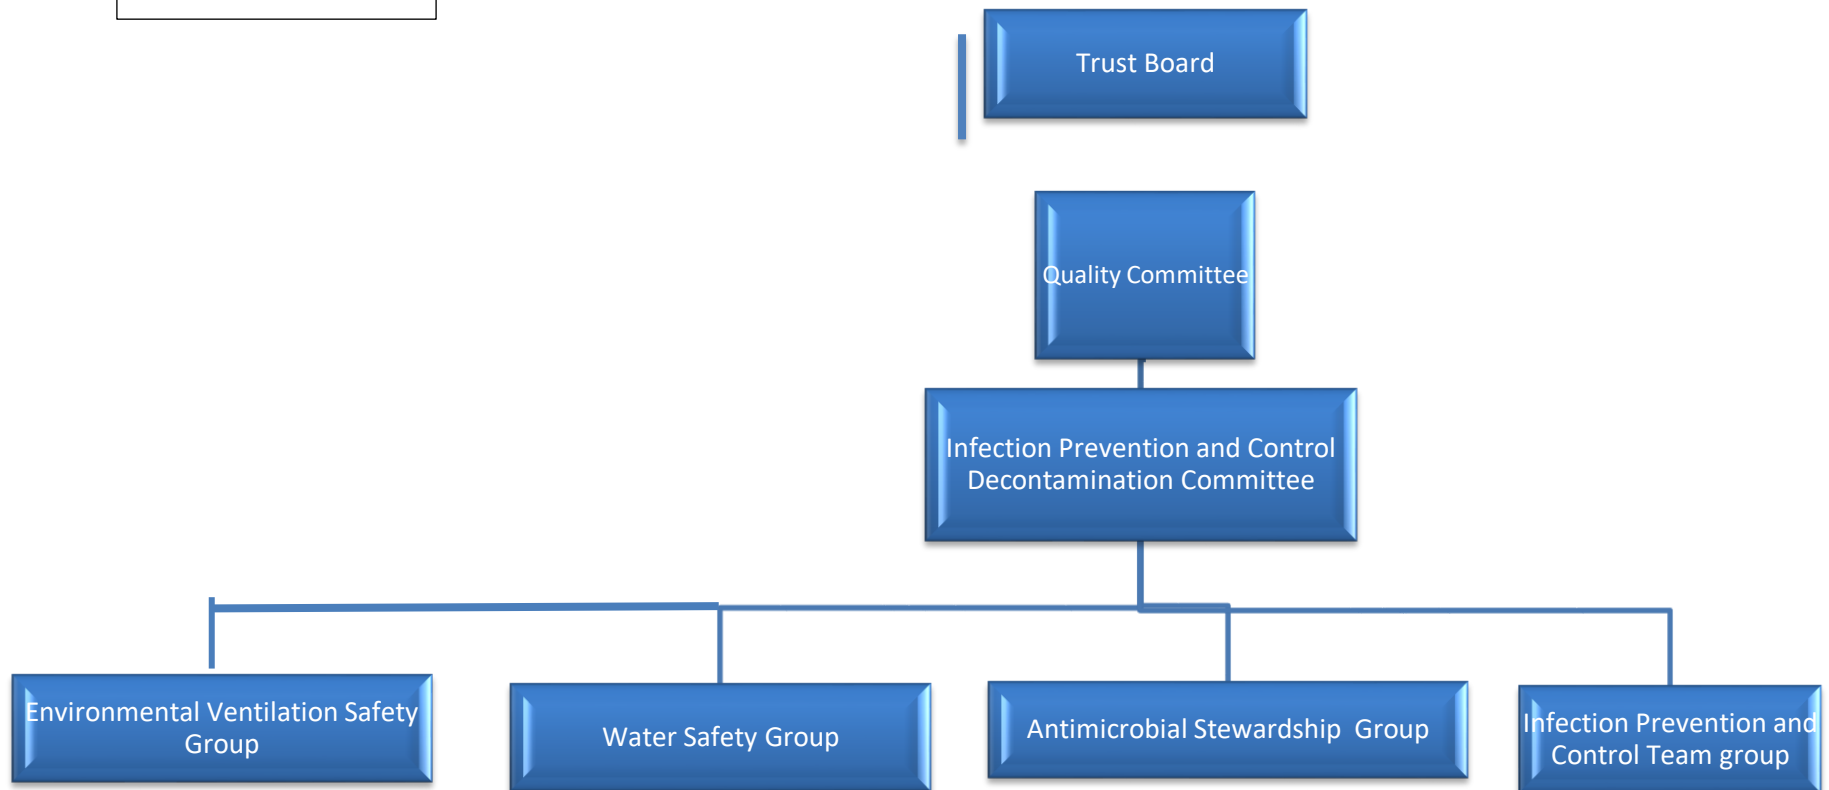 Trust Board
Quality Committee
Infection Prevention and Control
Decontamination Committee
Environmental Ventilation Safety
Group
Water Safety Group
Antimicrobial Stewardship  Group
Infection Prevention and
Control Team group